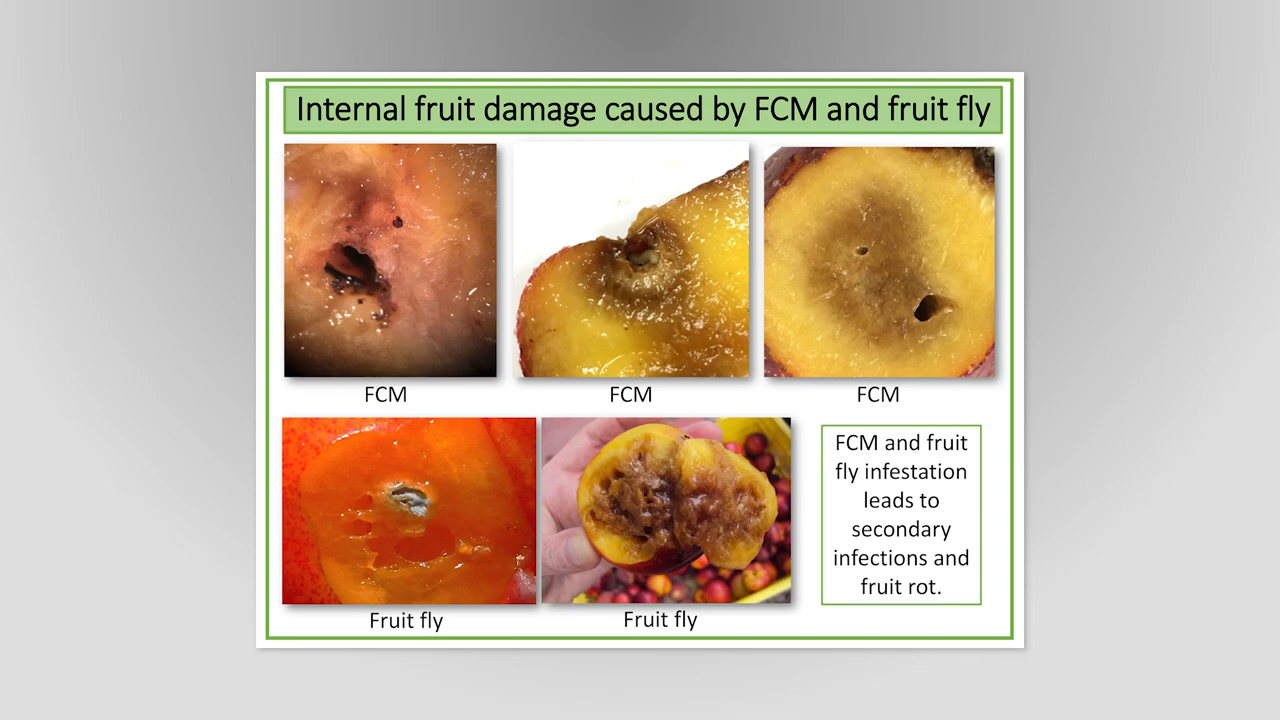 Internal fruit damage caused by FCM and fruit fly
FCM
FCM
FCM
Fruit fly
Fruit fly
FCM and fruit
fly infestation
leads to
secondary
infections and
fruit rot.